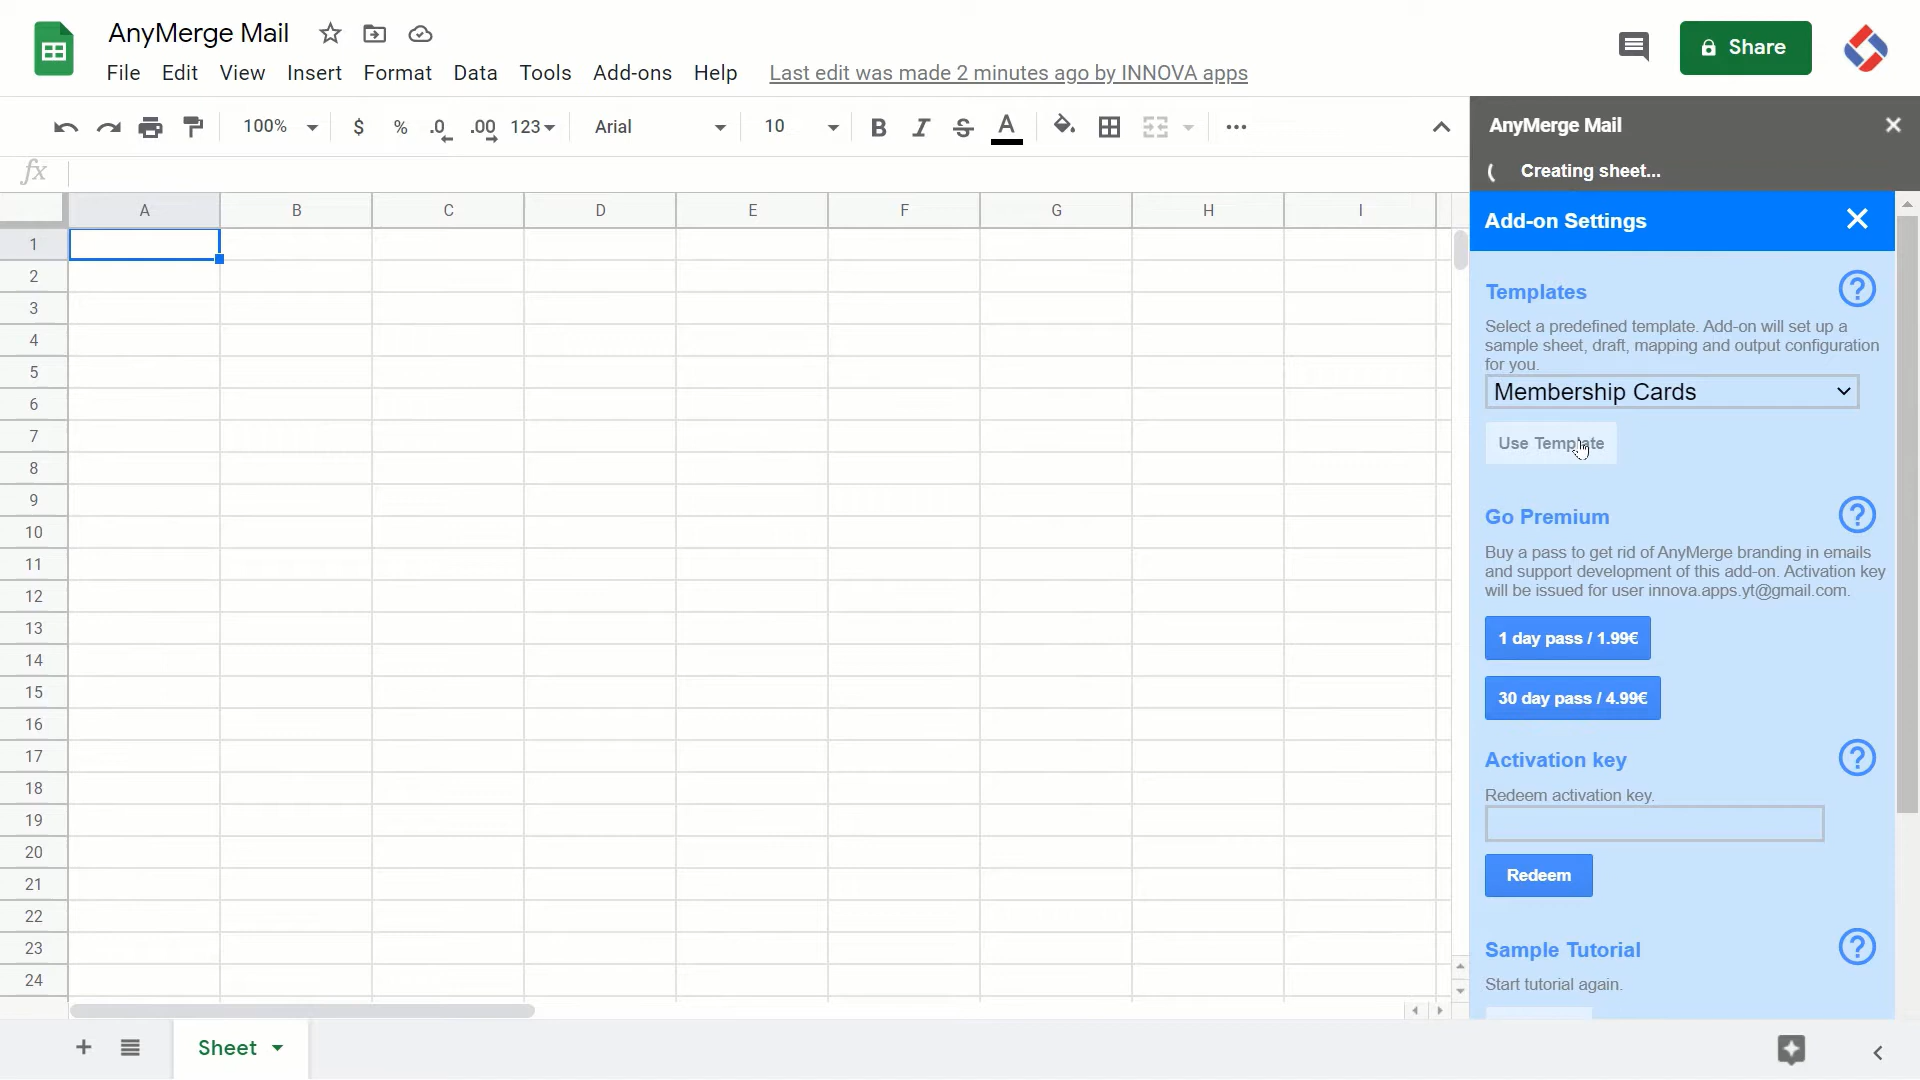 AnyMerge Mail
File Edit View Insert Format Data Tools Add-ons Help Last edit was made 2 minutes ago by INNOVA apps
Share
100% $ % .0 .00 123 Arial 10 B I S A
fx
A B C D E F G H I
1
2
3
4
5
6
7
8
9
10
11
12
13
14
15
16
17
18
19
20
21
22
23
24
Sheet
AnyMerge Mail
Creating sheet...
Add-on Settings
Templates
Select a predefined template. Add-on will set up a
sample sheet, draft, mapping and output configuration
for you.
Membership Cards
Use Template
Go Premium
Buy a pass to get rid of AnyMerge branding in emails
and support development of this add-on. Activation key
will be issued for user innova.apps.yt@gmail.com.
1 day pass / 1.99€
30 day pass / 4.99€
Activation key
Redeem activation key.
Redeem
Sample Tutorial
Start tutorial again.